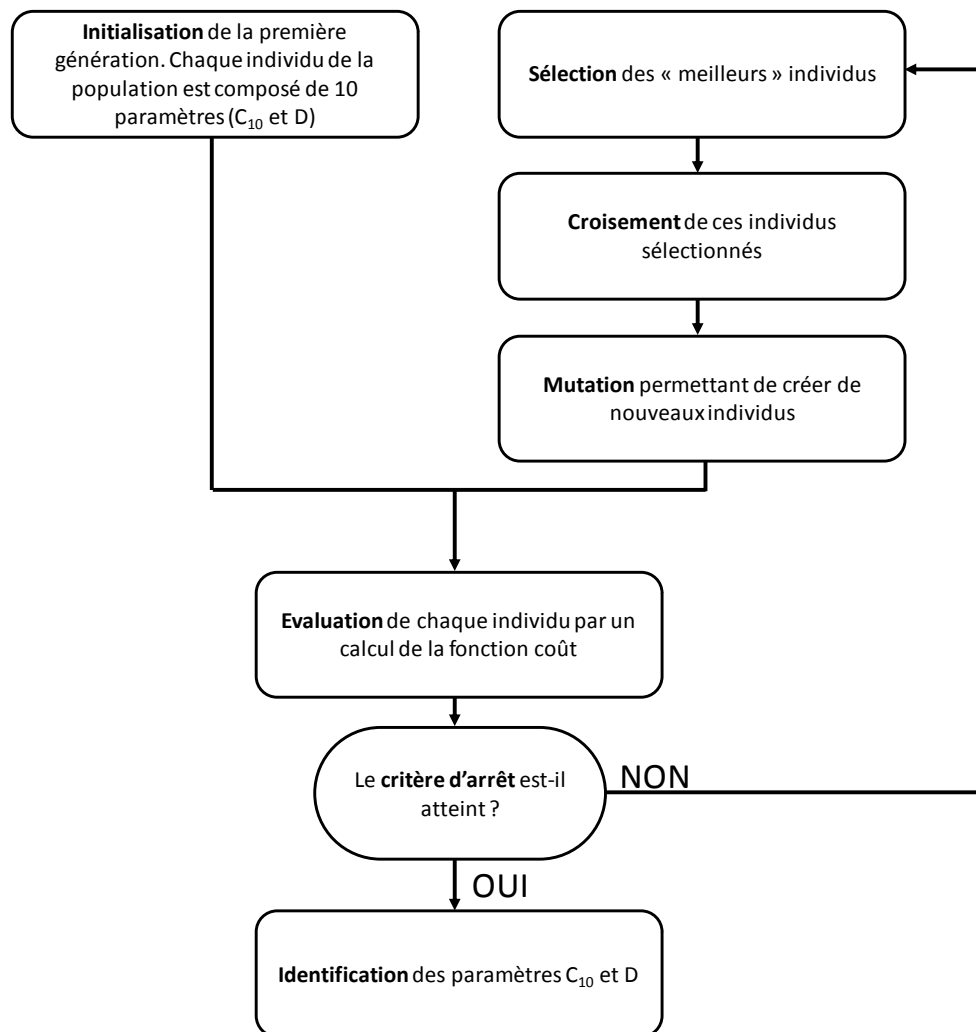 Initialisation de la première
génération. Chaque individu de la
population est composé de 10
paramètres (C10 et D)
Sélection des « meilleurs » individus
Croisement de ces individus
sélectionnés
Mutation permettant de créer de
nouveaux individus
Evaluation de chaque individu par un
calcul de la fonction coût
Le critère d'arrêt est-il
atteint ?
NON
OUI
Identification des paramètres C10 et D